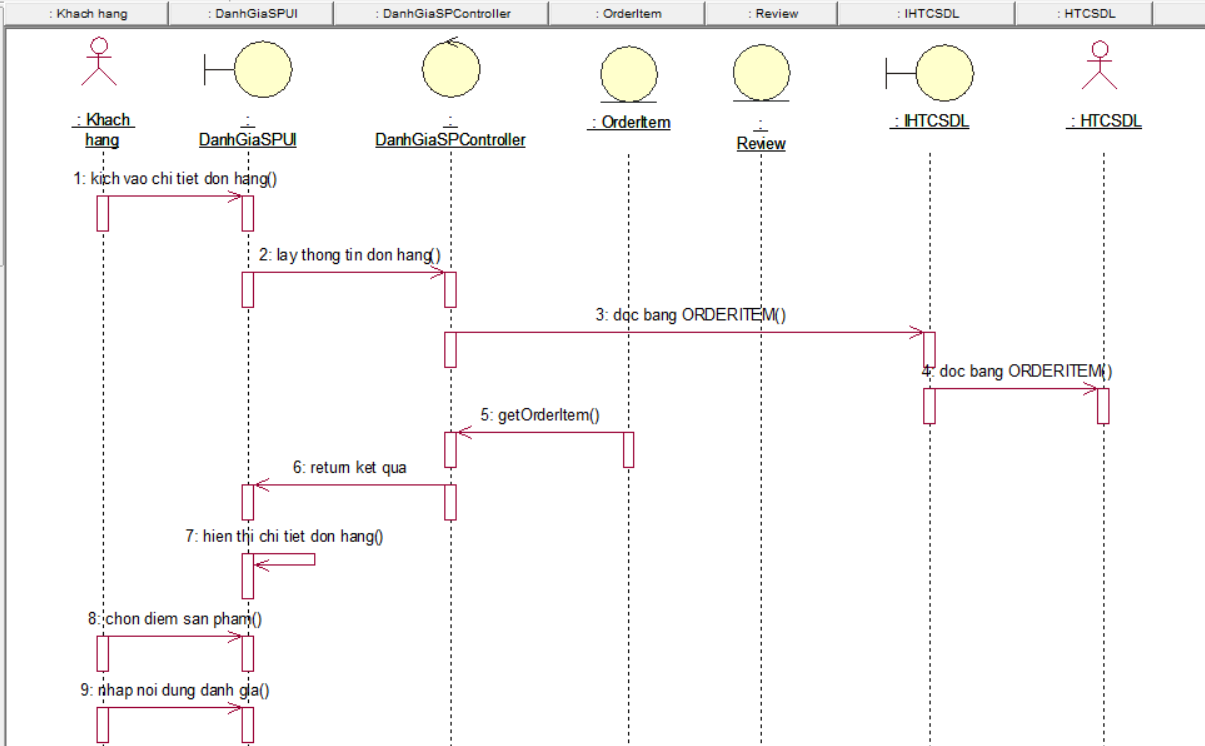 : Khach hang
: DanhGiaSPUI
: DanhGiaSPController
: OrderItem
: Review
: IHTCSDL
: HTCSDL
: Khach
hang
:
DanhGiaSPUI
:
DanhGiaSPController
: OrderItem
:
Review
: IHTCSDL
: HTCSDL
1: kich vao chi tiet don hang()
2: lay thong tin don hang()
3: doc bang ORDERITEM()
4: doc bang ORDERITEM()
5: getOrderItem()
6: return ket qua
7: hien thi chi tiet don hang()
8: chon diem san pham()
9: nhap noi dung danh gia()